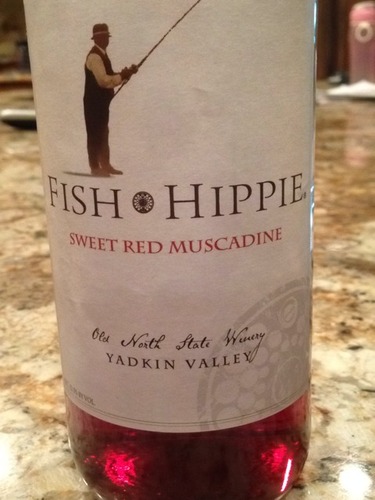 FISH HIPPIE
SWEET RED MUSCADINE
Old North State Winery
YADKIN VALLEY